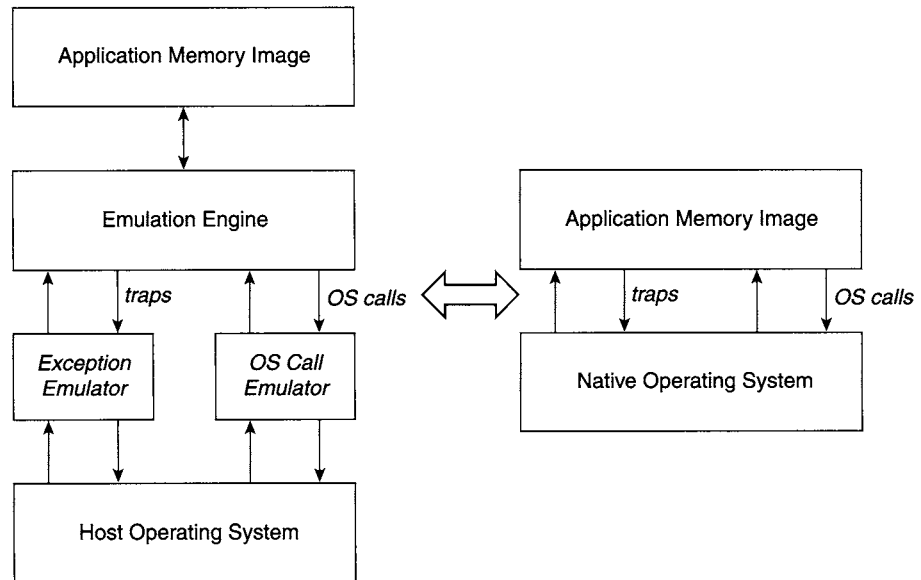 Application Memory Image
Emulation Engine
traps
OS calls
Exception
Emulator
OS Call
Emulator
Host Operating System
Application Memory Image
traps
OS calls
Native Operating System